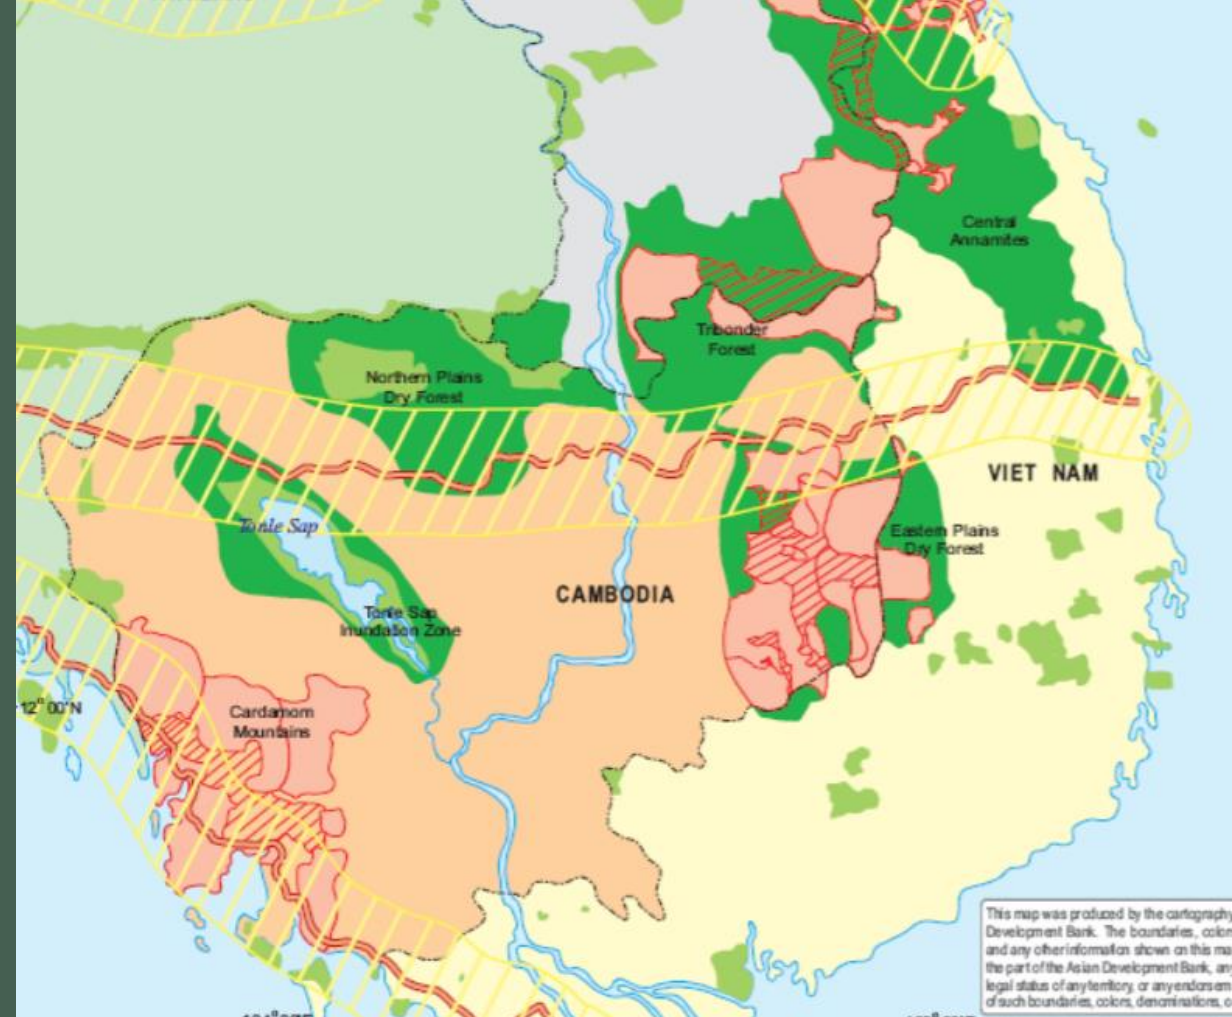 Central
Annamites
Triborder
Forest
Northern Plains
Dry Forest
VIET NAM
Tonle Sap
Eastern Plains
Dry Forest
CAMBODIA
Tonle Sap
Inundation Zone
12°00'N
Cardamom
Mountains
This map was produced by the cartography
Development Bank. The boundaries, color
and any other information shown on this ma
the part of the Asian Development Bank, an
legal status of any territory, or any endorsem
of such boundaries, colors, denominations, o